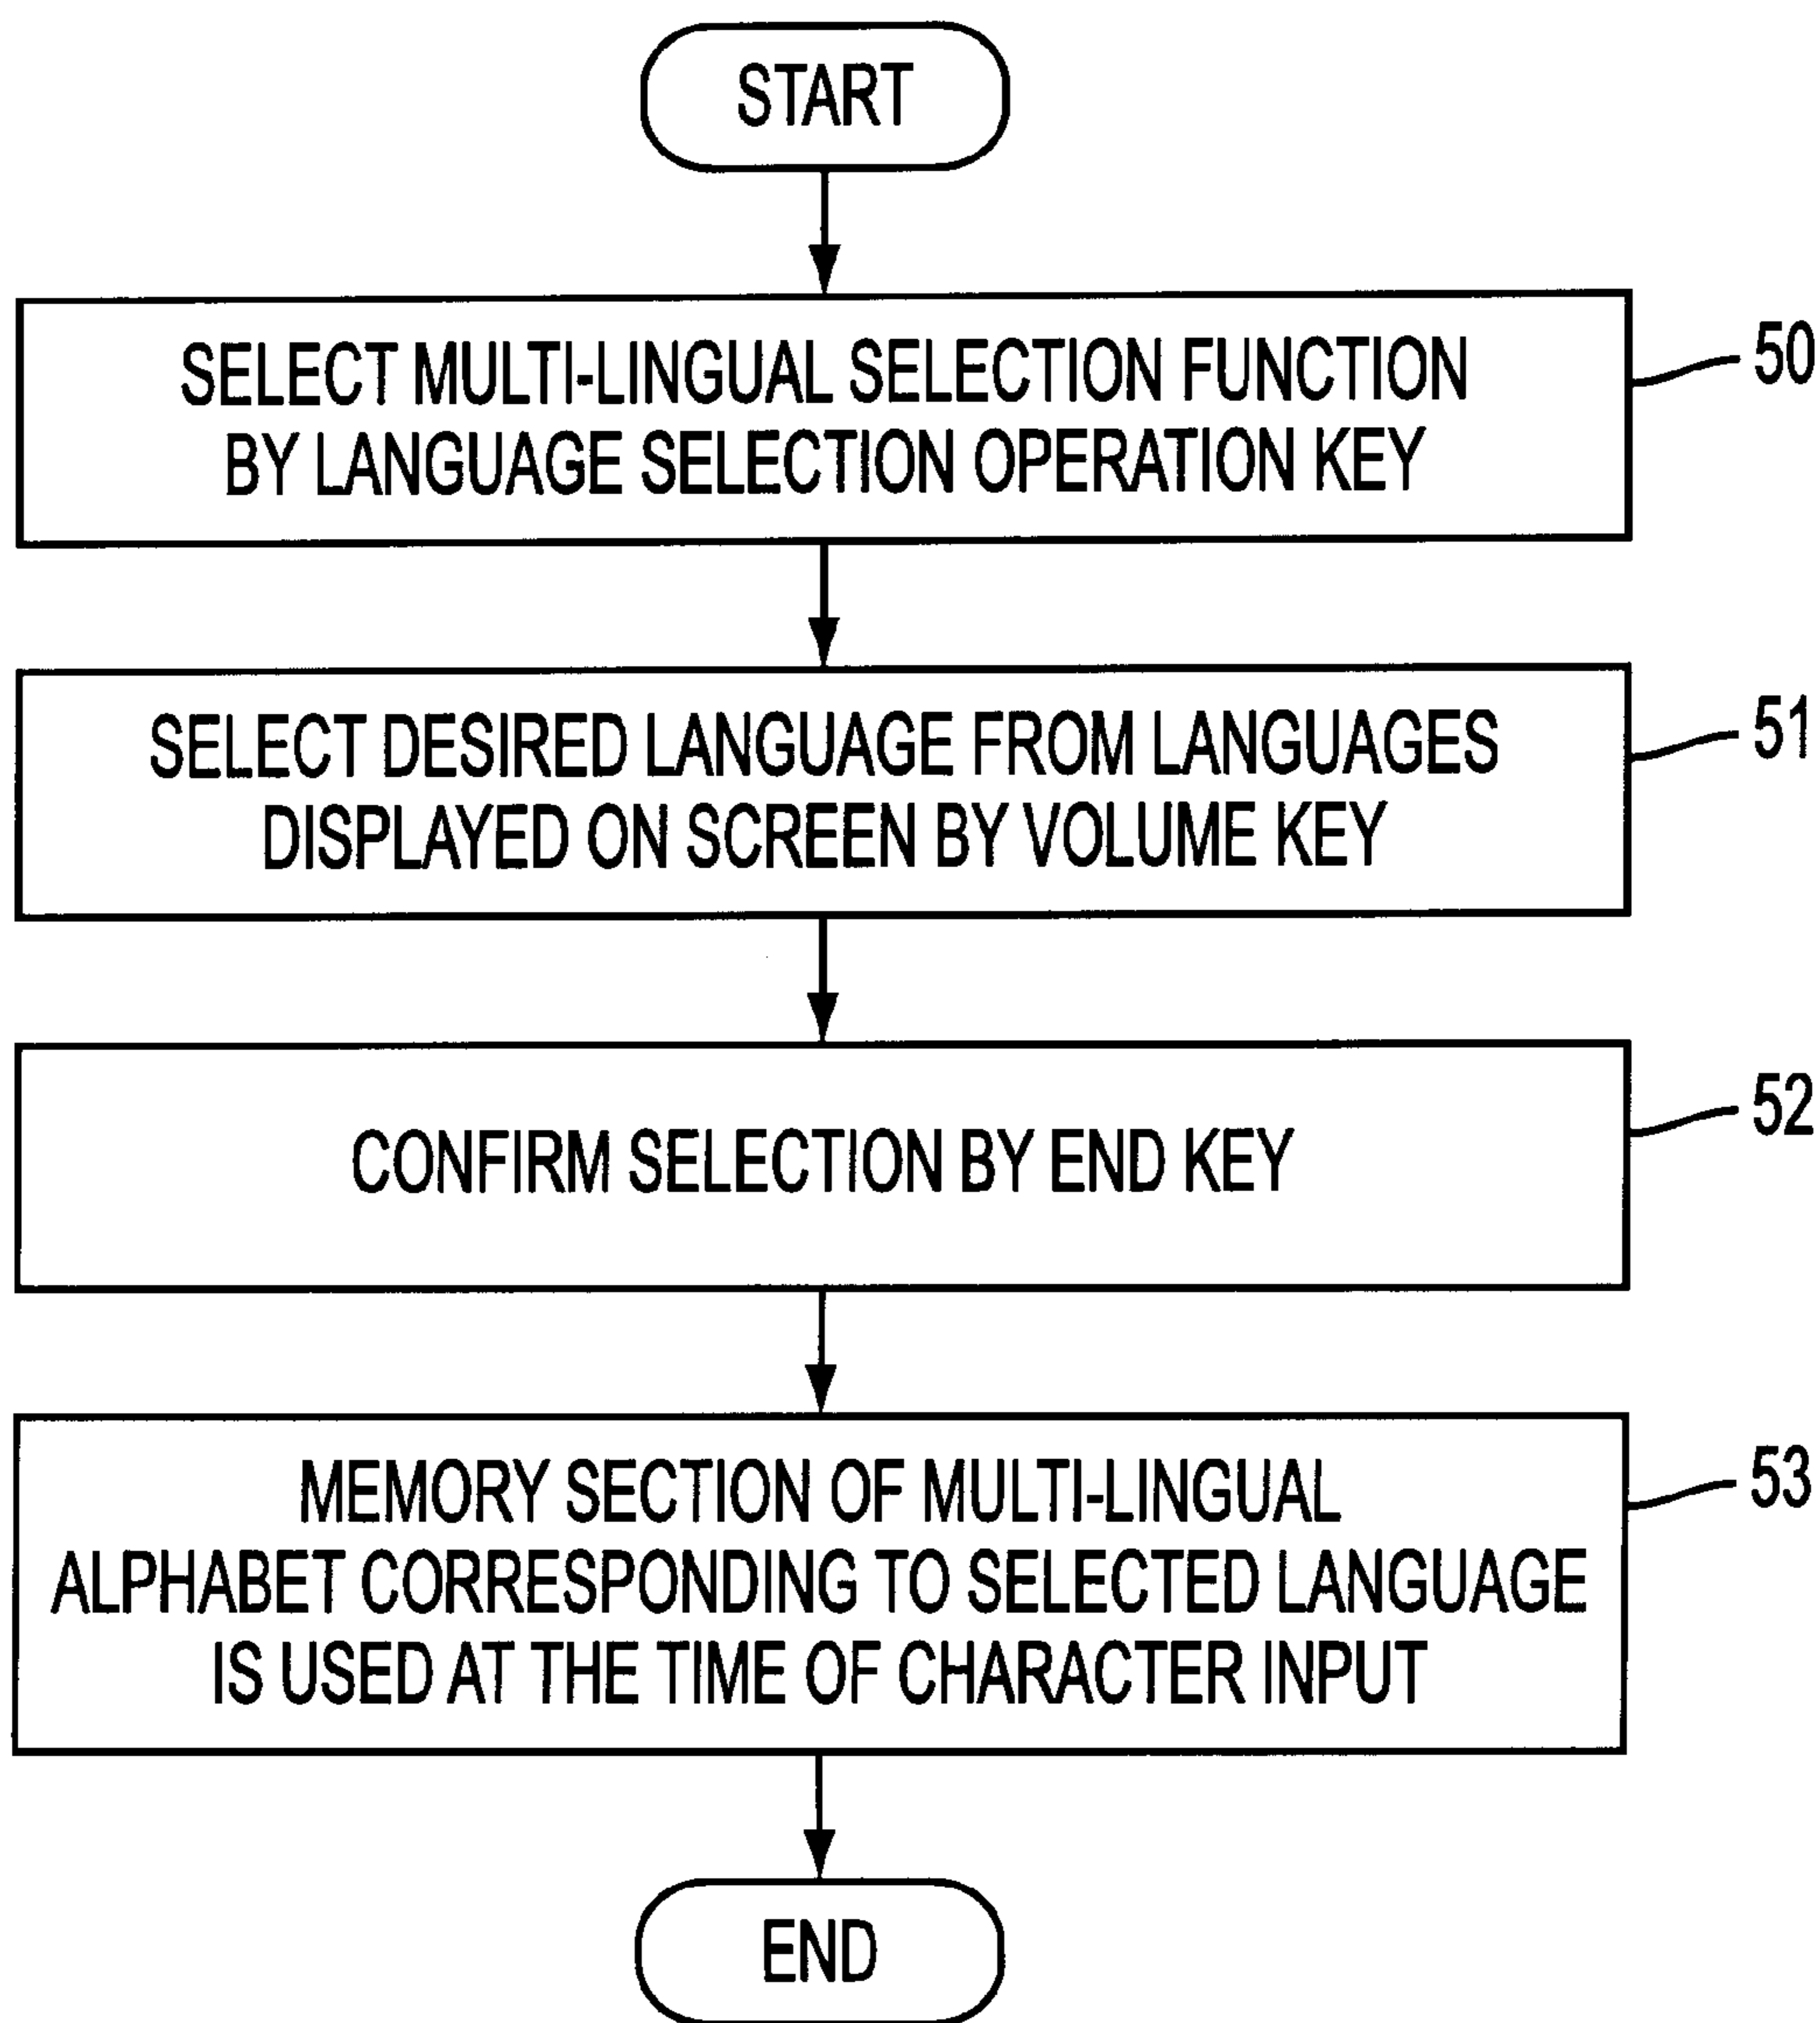 START
SELECT MULTI-LINGUAL SELECTION FUNCTION
BY LANGUAGE SELECTION OPERATION KEY
50
SELECT DESIRED LANGUAGE FROM LANGUAGES
DISPLAYED ON SCREEN BY VOLUME KEY
51
CONFIRM SELECTION BY END KEY
52
MEMORY SECTION OF MULTI-LINGUAL
ALPHABET CORRESPONDING TO SELECTED LANGUAGE
IS USED AT THE TIME OF CHARACTER INPUT
53
END